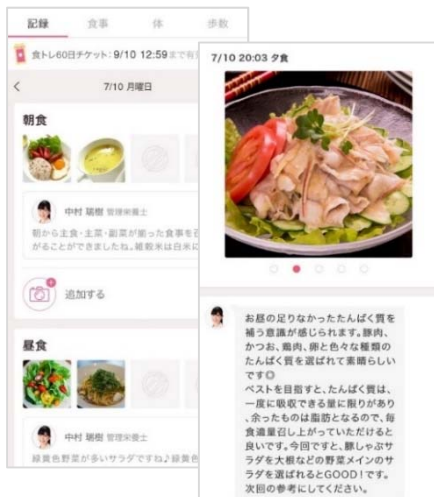 記録　食事　体　歩数
食トレ60日チケット:9/10 12:59まで有
<
7/10 月曜日
朝食
中村 瑞樹 管理栄養士
朝から主食・主菜・副菜が揃った食事を
がることができましたね。雑穀米は白米に
追加する
昼食
中村 瑞樹 管理栄養士
緑黄色野菜が多いサラダですね♪緑黄色
7/10 20:03 夕食
お昼の足りなかったたんぱく質を
補う意識が感じられます。豚肉、
かつお、鶏肉、卵と色々な種類の
たんぱく質を選ばれて素晴らしい
です◎
ベストを目指すと、たんぱく質は、
一度に吸収できる量に限りがあり
、余ったものは脂肪となるので、毎
食適量召し上がっていただけると
良いです。今回ですと、豚しゃぶサ
ラダを大根などの野菜メインのサ
ラダを選ばれるとGOOD!です。
次回の参考にしてください。